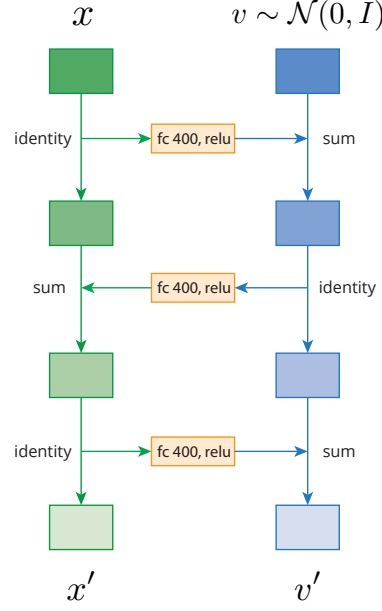 x v ∼ N(0, I)
identity fc 400, relu sum
sum fc 400, relu identity
identity fc 400, relu sum
x′ v′